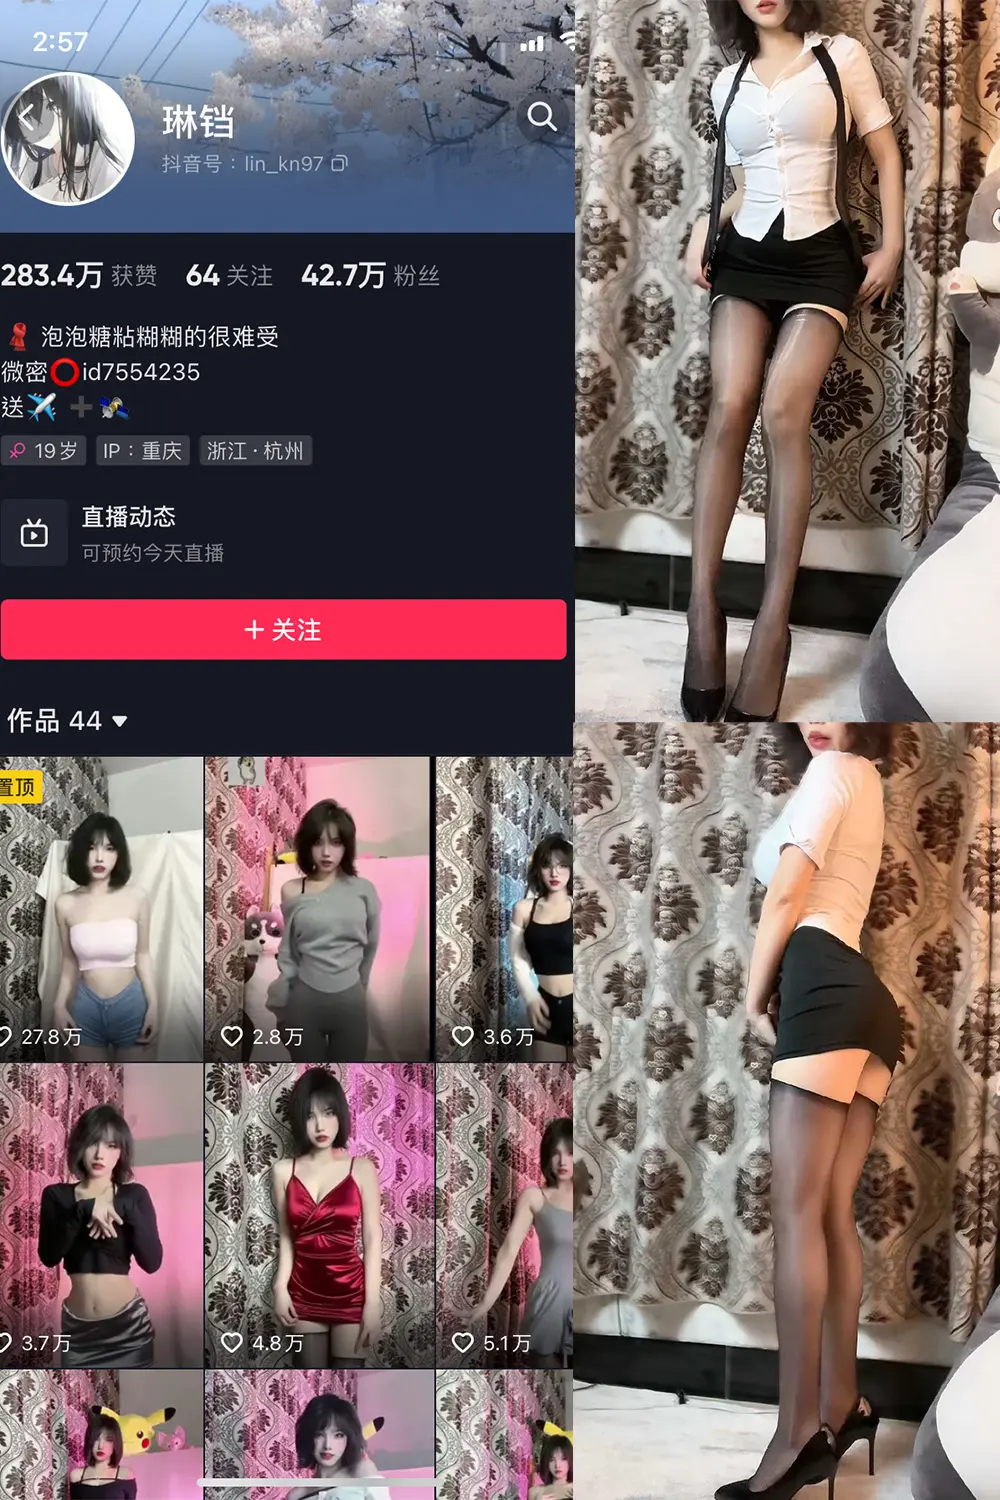 2:57
琳铛
抖音号：lin_kn97
283.4万 获赞 64 关注 42.7万 粉丝
泡泡糖粘糊糊的很难受
微密⭕id7554235
送✈️➕🛰️
19岁 IP：重庆 浙江·杭州
直播动态
可预约今天直播
+ 关注
作品 44
置顶
27.8万 2.8万 3.6万
3.7万 4.8万 5.1万